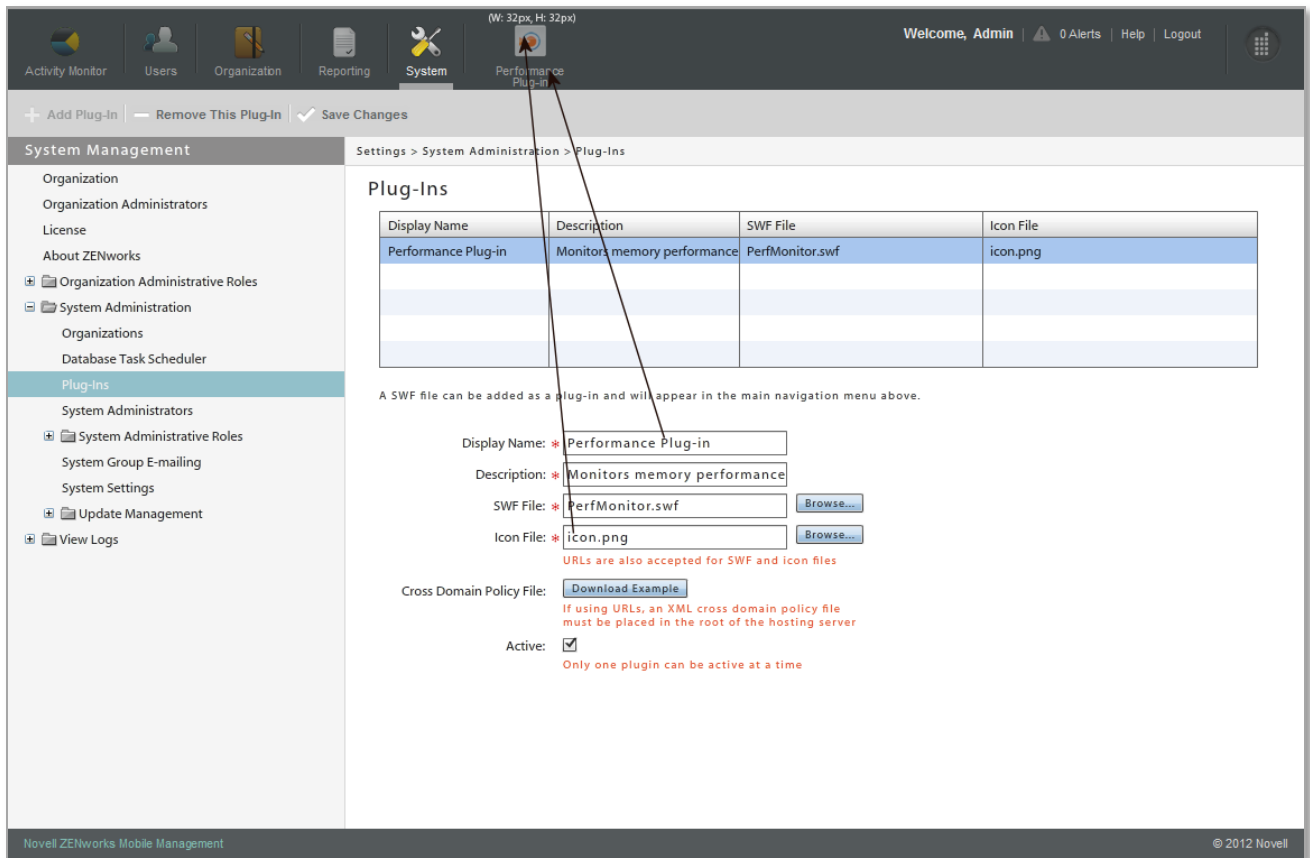 (W: 32px, H: 32px)
Welcome, Admin | 0 Alerts | Help | Logout
Activity Monitor
Users
Organization
Reporting
System
Performance
Plug-in
Add Plug-In
Remove This Plug-In
Save Changes
System Management
Organization
Organization Administrators
License
About ZENworks
Organization Administrative Roles
System Administration
Organizations
Database Task Scheduler
Plug-Ins
System Administrators
System Administrative Roles
System Group E-mailing
System Settings
Update Management
View Logs
Settings > System Administration > Plug-Ins
Plug-Ins
Display Name Description SWF File Icon File
Performance Plug-in Monitors memory performance PerfMonitor.swf icon.png
A SWF file can be added as a plug-in and will appear in the main navigation menu above.
Display Name: * Performance Plug-in
Description: * Monitors memory performance
SWF File: * PerfMonitor.swf Browse...
Icon File: * icon.png Browse...
URLs are also accepted for SWF and icon files
Cross Domain Policy File: Download Example
If using URLs, an XML cross domain policy file
must be placed in the root of the hosting server
Active:
Only one plugin can be active at a time
Novell ZENworks Mobile Management
© 2012 Novell